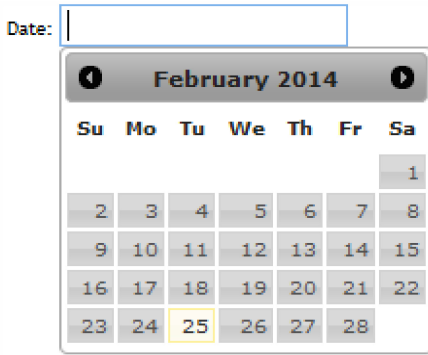 Date:
February 2014
Su Mo Tu We Th Fr Sa
1
2 3 4 5 6 7 8
9 10 11 12 13 14 15
16 17 18 19 20 21 22
23 24 25 26 27 28